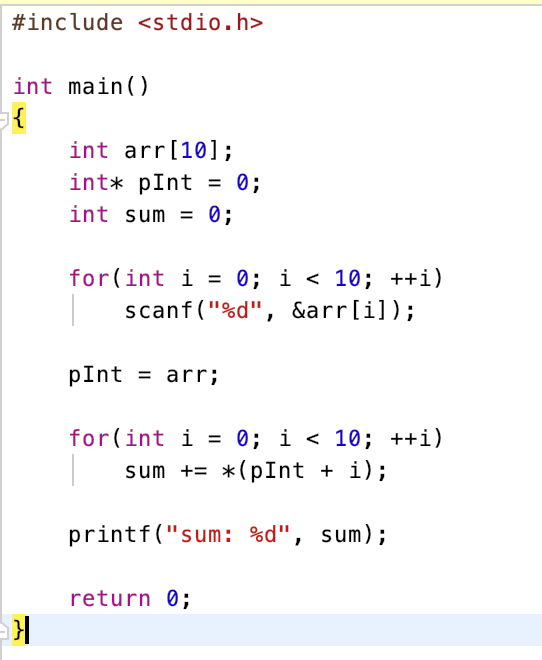 #include <stdio.h>
int main()
{
    int arr[10];
    int* pInt = 0;
    int sum = 0;
    for(int i = 0; i < 10; ++i)
        scanf("%d", &arr[i]);
    pInt = arr;
    for(int i = 0; i < 10; ++i)
        sum += *(pInt + i);
    printf("sum: %d", sum);
    return 0;
}